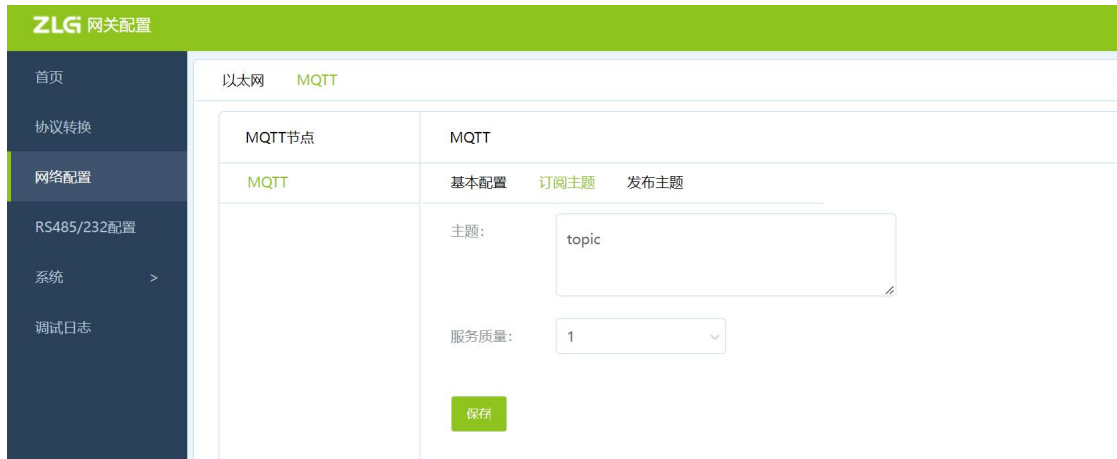 ZLG 网关配置
首页
协议转换
网络配置
RS485/232配置
系统 >
调试日志
以太网 MQTT
MQTT节点
MQTT
MQTT
基本配置 订阅主题 发布主题
主题:
topic
服务质量:
1
保存